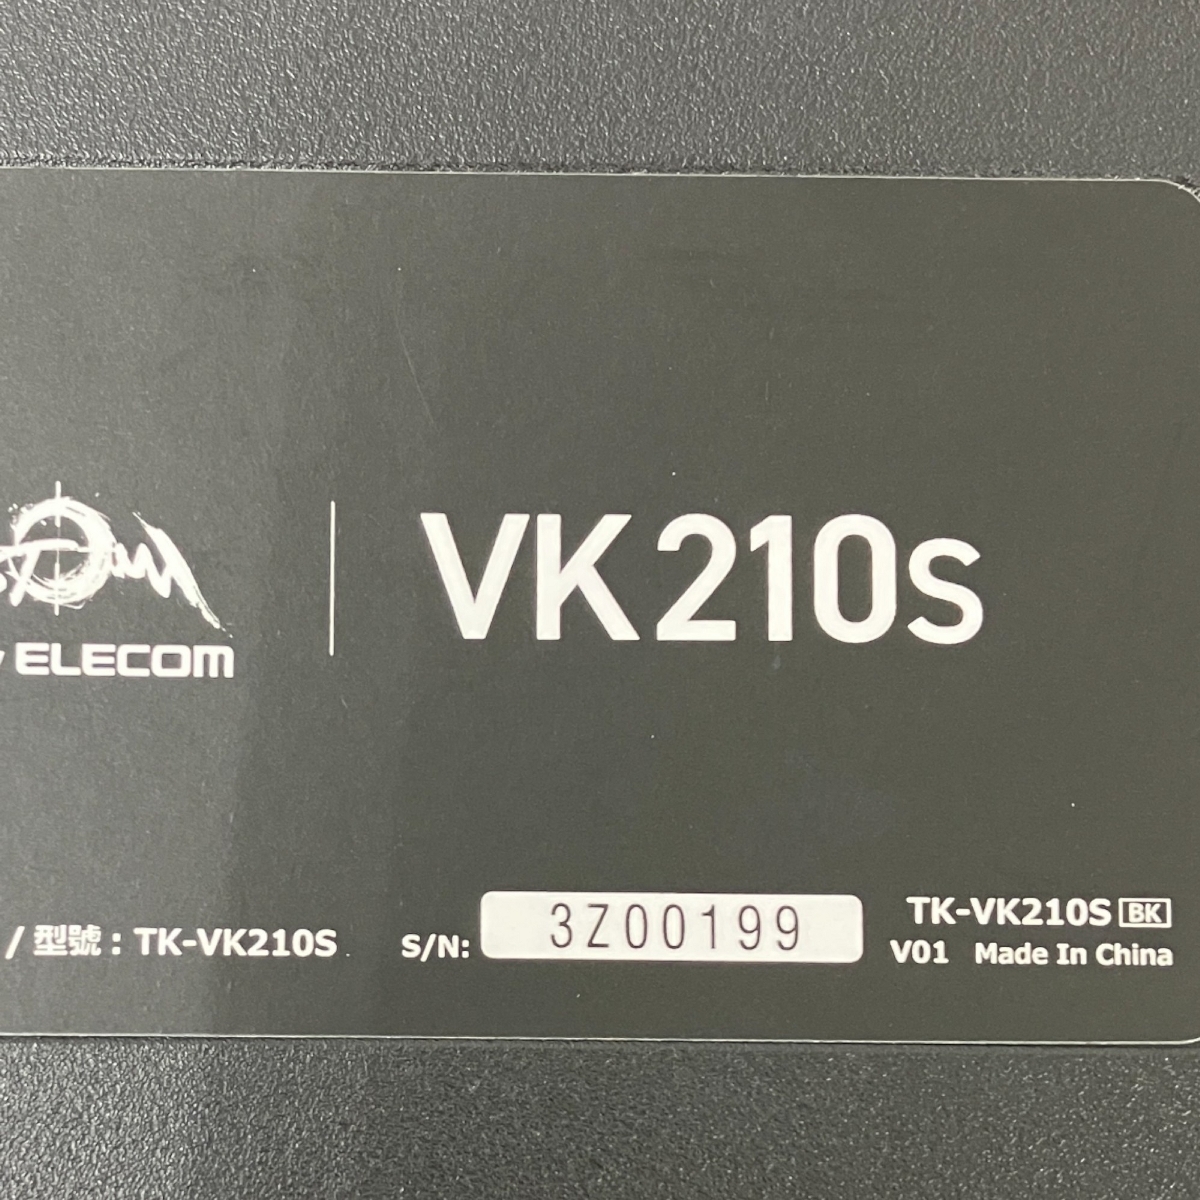 ELECOM
VK210S
/ 型號 : TK-VK210S
S/N: 3Z00199
TK-VK210S BK
V01 Made In China